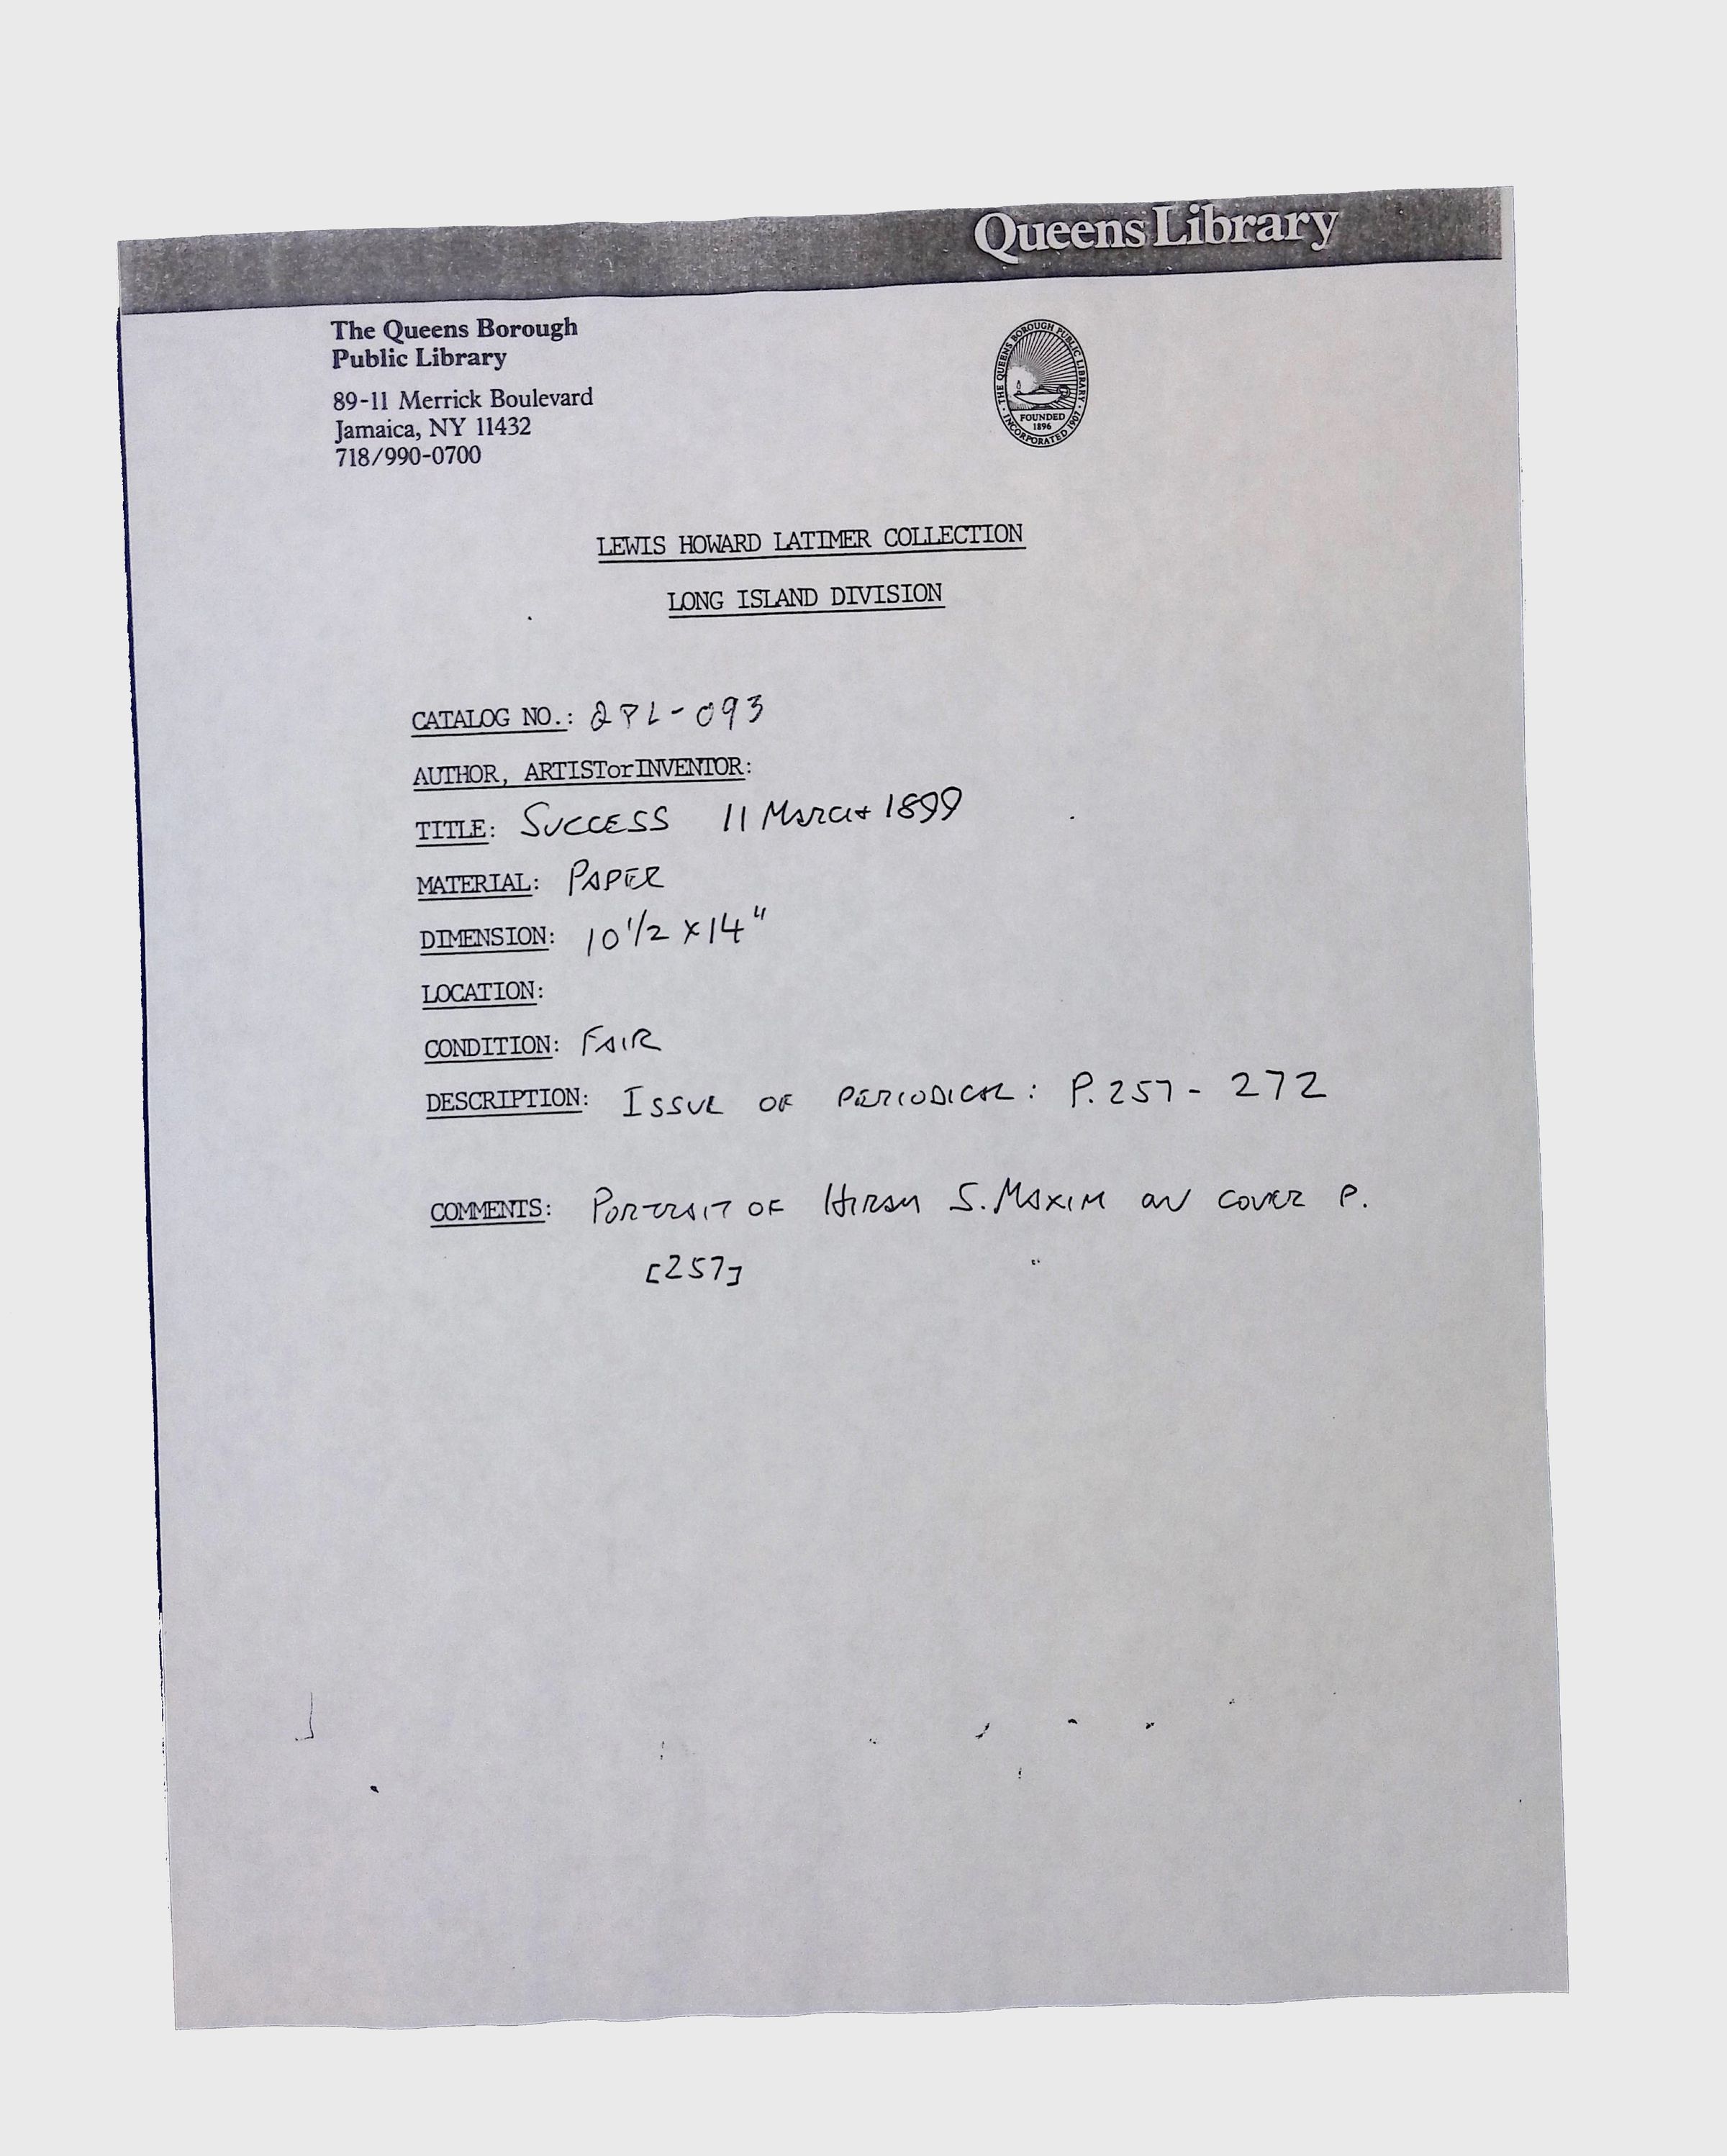 Queens Library
The Queens Borough
Public Library
89-11 Merrick Boulevard
Jamaica, NY 11432
718/990-0700
THE QUEENS BOROUGH PUBLIC LIBRARY
INCORPORATED 1907
FOUNDED
1896
LEWIS HOWARD LATIMER COLLECTION
LONG ISLAND DIVISION
CATALOG NO.: QPL-093
AUTHOR, ARTISTorINVENTOR:
TITLE: SUCCESS 11 MARCH 1899
MATERIAL: PAPER
DIMENSION: 10 1/2 x 14"
LOCATION:
CONDITION: FAIR
DESCRIPTION: ISSUE OF PERIODICAL: P. 257- 272
COMMENTS: PORTRAIT OF HIRAM S. MAXIM ON COVER P.
[257]